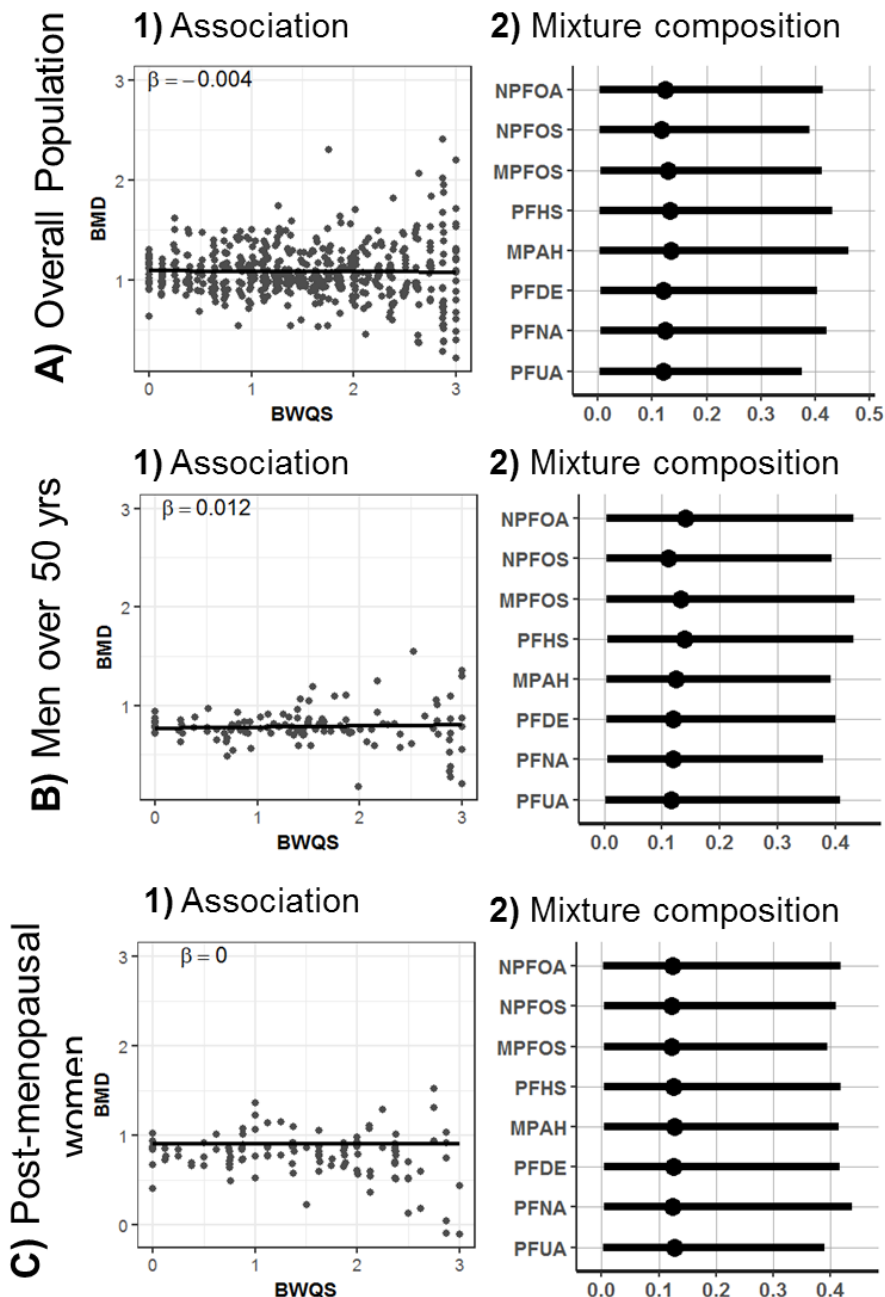 A) Overall Population
1) Association
β = −0.004
BMD
3
2
1
0
1
2
3
BWQS
2) Mixture composition
NPFOA
NPFOS
MPFOS
PFHS
MPAH
PFDE
PFNA
PFUA
0.0
0.1
0.2
0.3
0.4
0.5
B) Men over 50 yrs
1) Association
β = 0.012
BMD
3
2
1
0
1
2
3
BWQS
2) Mixture composition
NPFOA
NPFOS
MPFOS
PFHS
MPAH
PFDE
PFNA
PFUA
0.0
0.1
0.2
0.3
0.4
C) Post-menopausal
women
1) Association
β = 0
BMD
3
2
1
0
0
1
2
3
BWQS
2) Mixture composition
NPFOA
NPFOS
MPFOS
PFHS
MPAH
PFDE
PFNA
PFUA
0.0
0.1
0.2
0.3
0.4